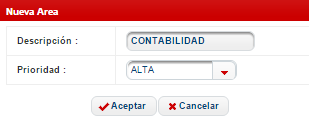 Nueva Area
Descripción : CONTABILIDAD
Prioridad : ALTA
Aceptar Cancelar